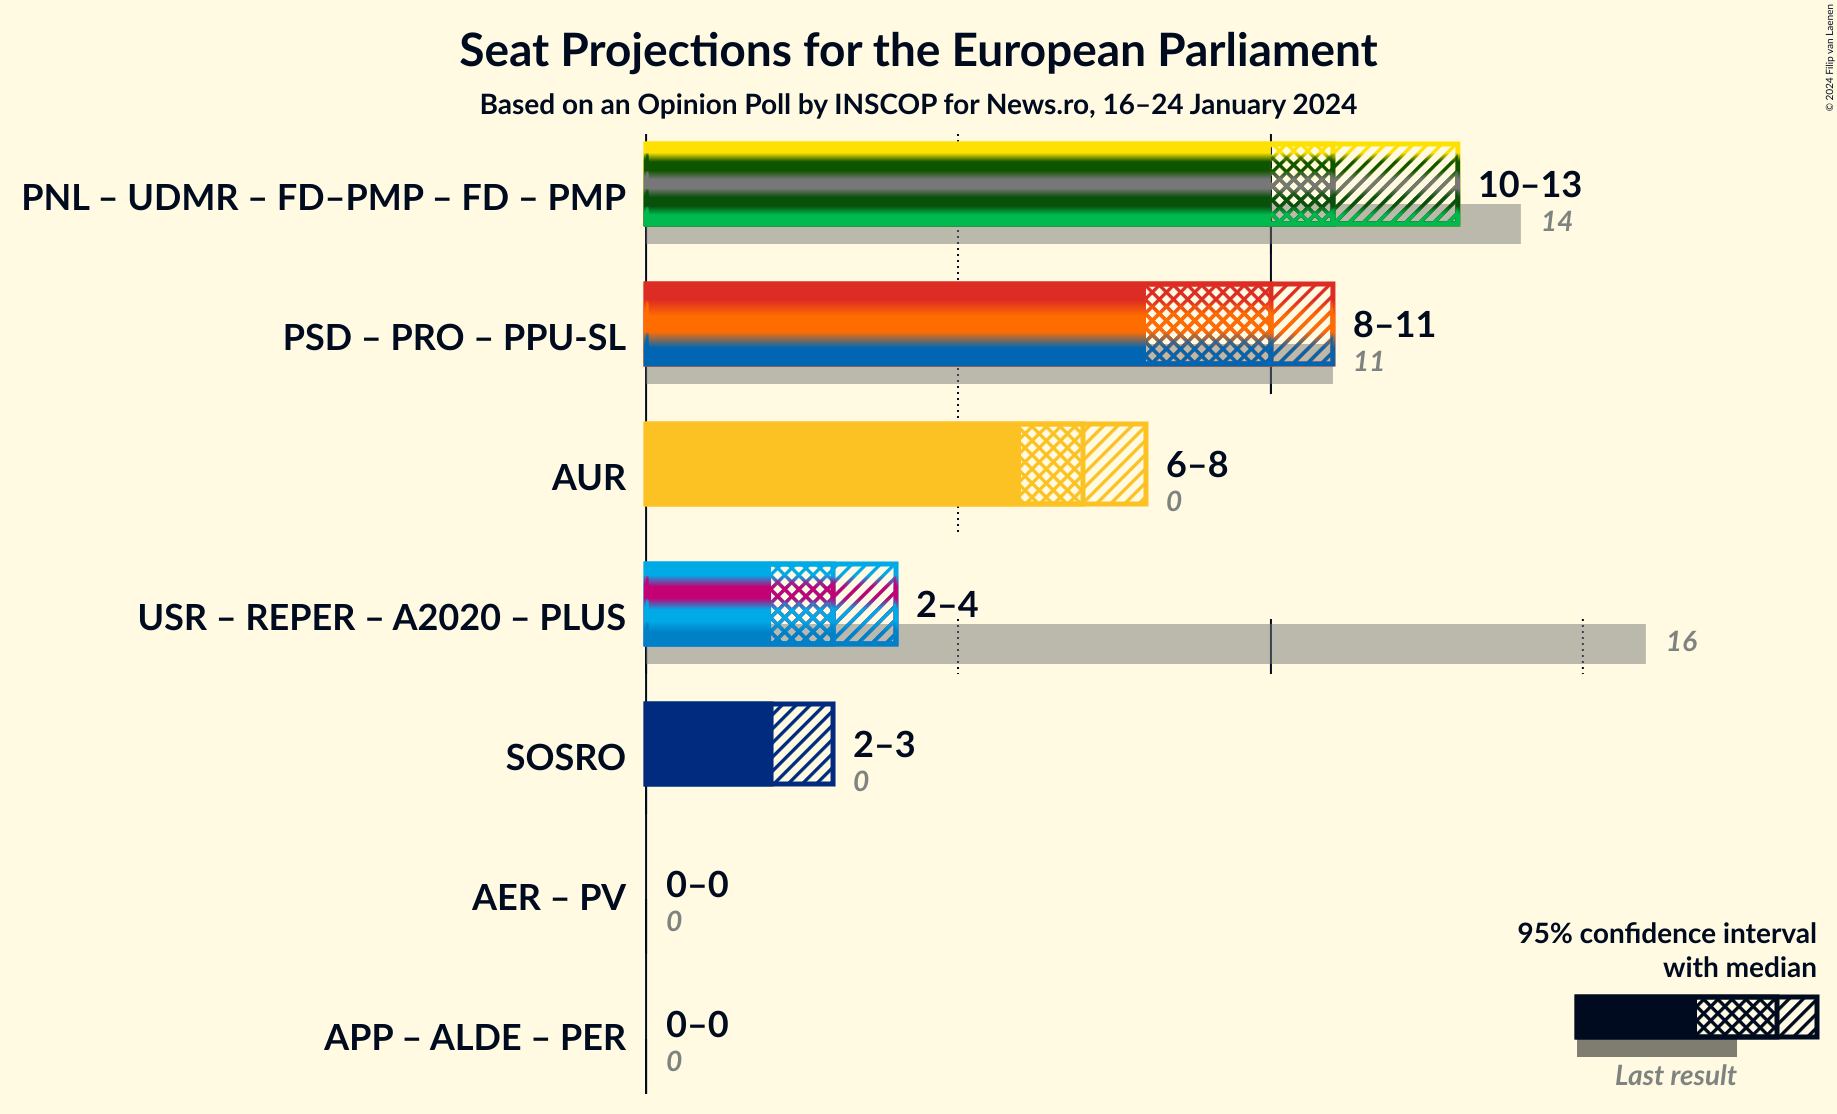 Seat Projections for the European Parliament
Based on an Opinion Poll by INSCOP for News.ro, 16–24 January 2024
© 2024 Filip van Laenen
PNL – UDMR – FD–PMP – FD – PMP
10–13
14
PSD – PRO – PPU-SL
8–11
11
AUR
6–8
0
USR – REPER – A2020 – PLUS
2–4
16
SOSRO
2–3
0
AER – PV
0–0
0
APP – ALDE – PER
0–0
0
95% confidence interval
with median
Last result